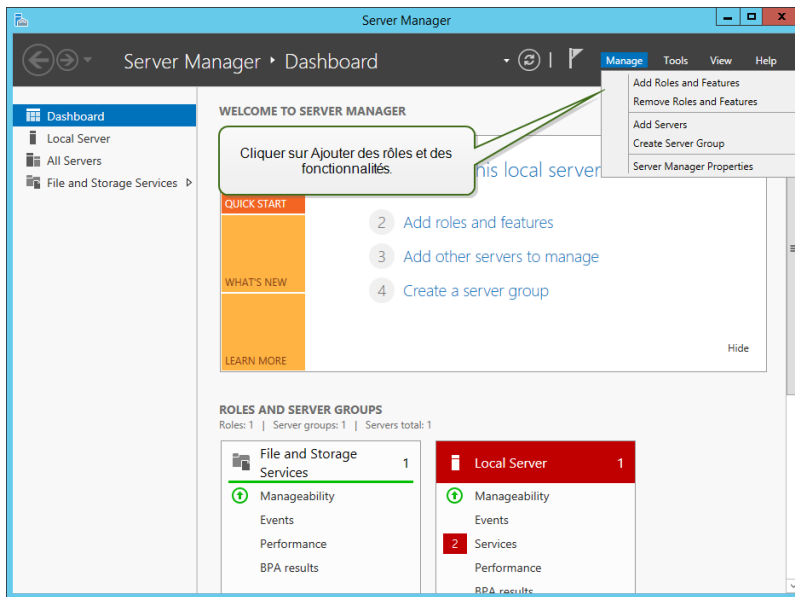 Server Manager
Server Manager • Dashboard
Manage Tools View Help
Add Roles and Features
Remove Roles and Features
Add Servers
Create Server Group
Server Manager Properties
Dashboard
Local Server
All Servers
File and Storage Services
WELCOME TO SERVER MANAGER
Cliquer sur Ajouter des rôles et des
fonctionnalités.
his local server
QUICK START
2 Add roles and features
3 Add other servers to manage
WHAT'S NEW
4 Create a server group
Hide
LEARN MORE
ROLES AND SERVER GROUPS
Roles: 1 | Server groups: 1 | Servers total: 1
File and Storage
Services 1
Manageability
Events
Performance
BPA results
Local Server 1
Manageability
Events
2 Services
Performance
BPA results